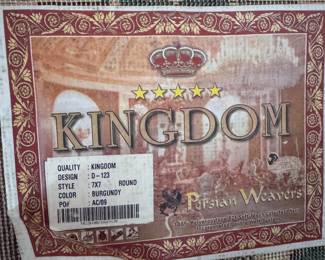 KINGDOM
QUALITY : KINGDOM
DESIGN : D-123
STYLE : 7X7 ROUND
COLOR : BURGUNDY
PO# : AC/09
Persian Weavers